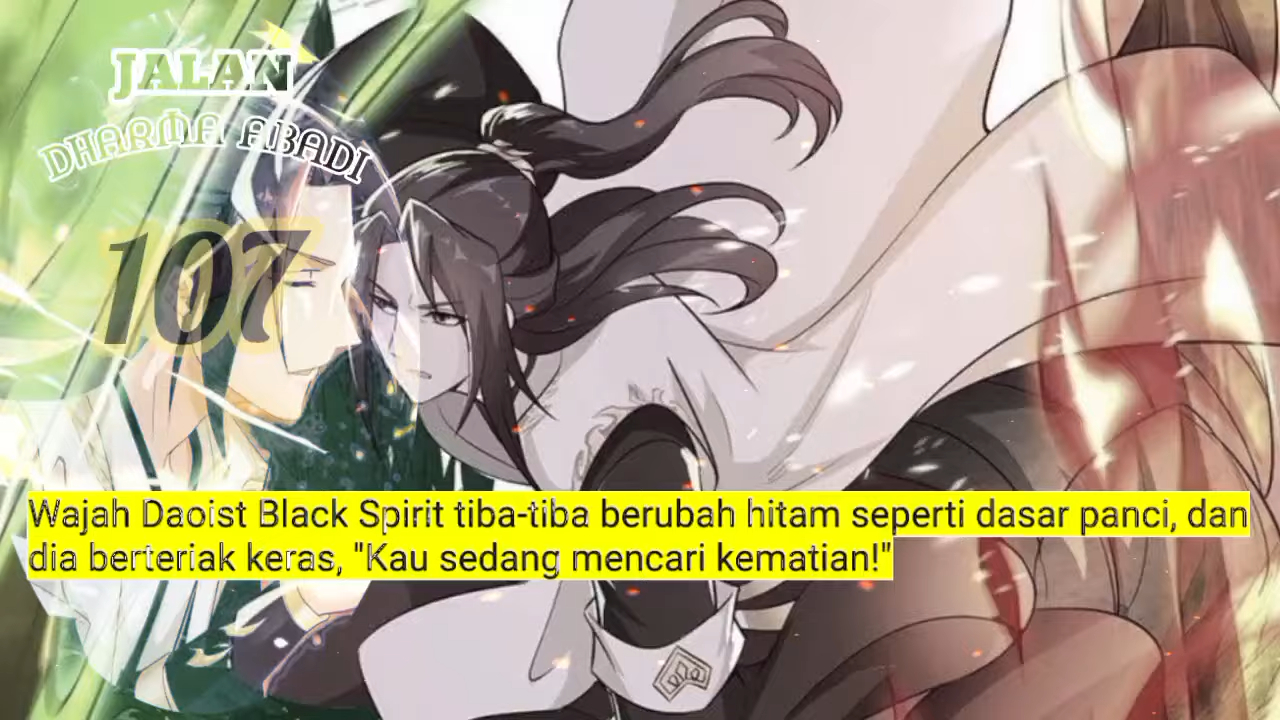 JALAN
DHARMA ABADI
107
Wajah Daoist Black Spirit tiba-tiba berubah hitam seperti dasar panci, dan
dia berteriak keras, "Kau sedang mencari kematian!"